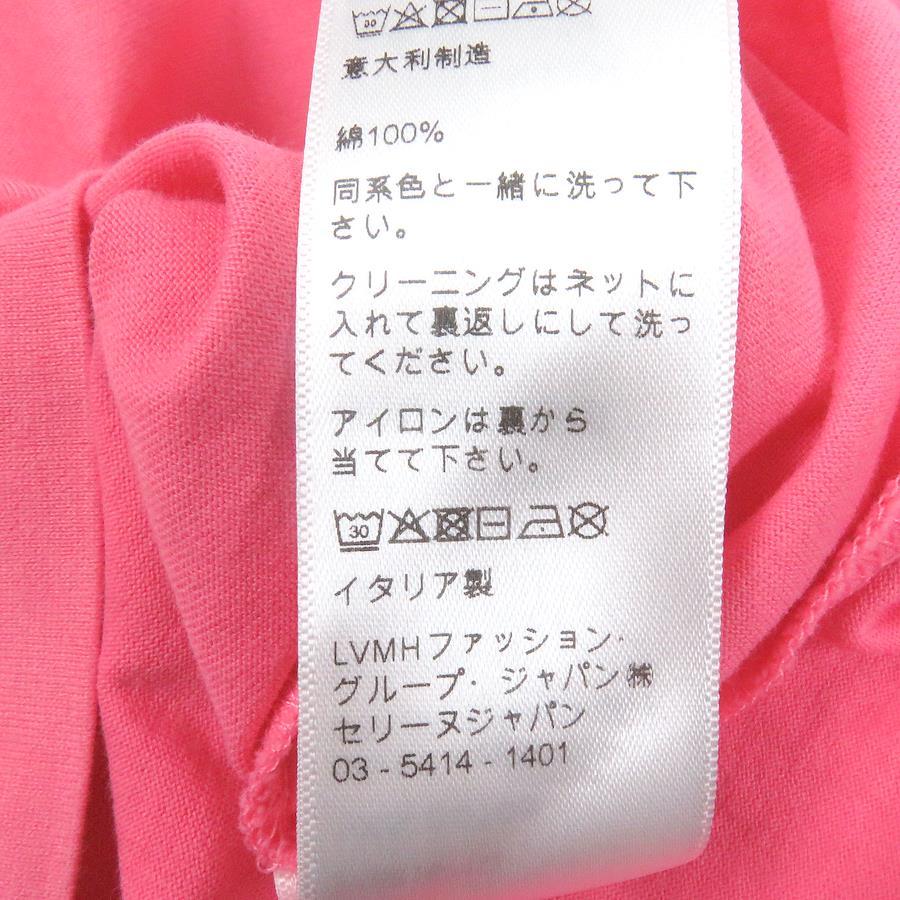 意大利制造
綿100%
同系色と一緒に洗って下
さい。
クリーニングはネットに
入れて裏返しにして洗っ
てください。
アイロンは裏から
当てて下さい。
30
イタリア製
LVMHファッション·
グループ· ジャパン㈱
セリーヌジャパン
03 - 5414 - 1401